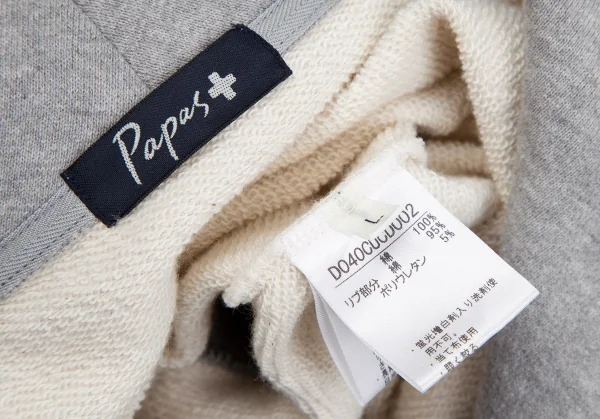 Papas+
L
D040C0CD002
綿 100%
リブ部分 綿 95%
ポリウレタン 5%
・蛍光増白剤入り洗剤使
用不可。
・当て布使用